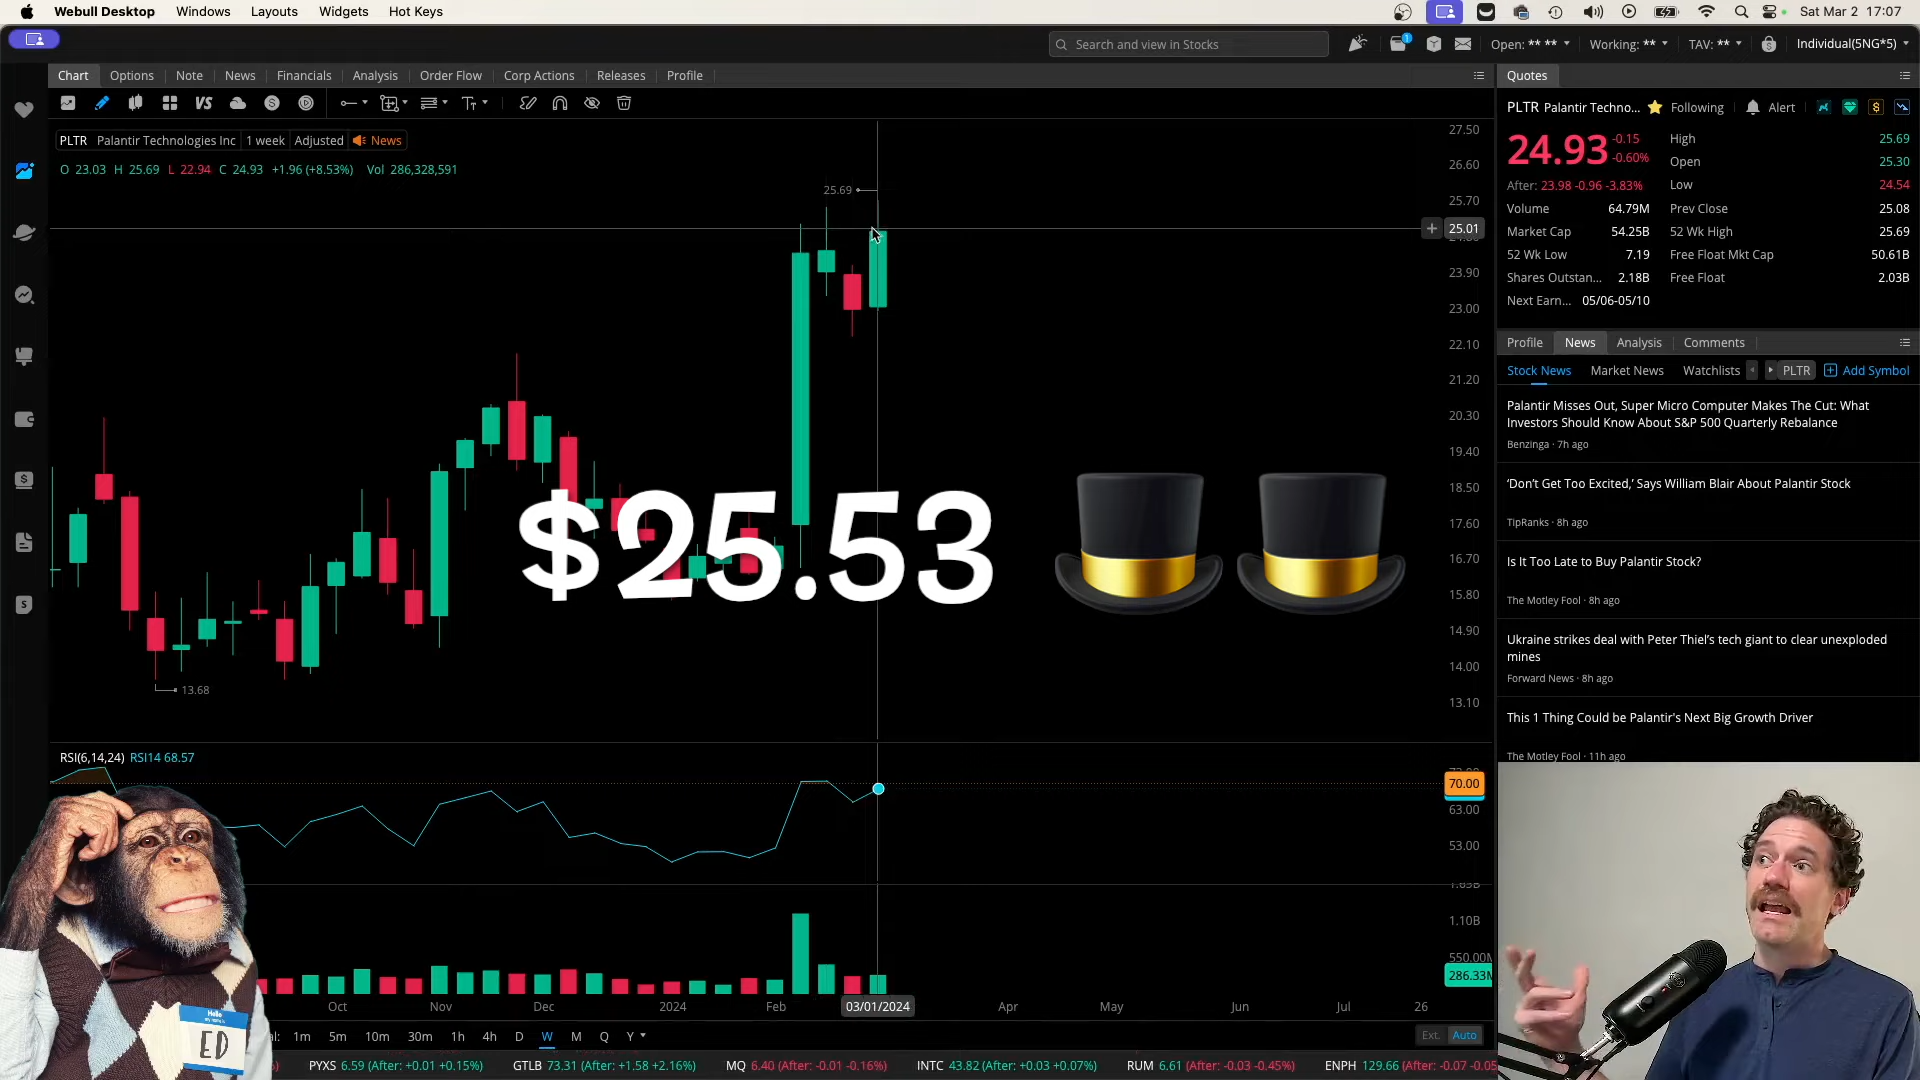 Webull Desktop Windows Layouts Widgets Hot Keys
Sat Mar 2 17:07
Search and view in Stocks
1
Open: ** **
Working: **
TAV: **
Individual(5NG*5)
Chart Options Note News Financials Analysis Order Flow Corp Actions Releases Profile
VS
PLTR Palantir Technologies Inc 1 week Adjusted News
O 23.03 H 25.69 L 22.94 C 24.93 +1.96 (+8.53%) Vol 286,328,591
25.69
27.50
26.60
25.70
25.01
23.90
23.00
22.10
21.20
20.30
19.40
18.50
17.60
16.70
15.80
14.90
14.00
13.10
$25.53
13.68
RSI(6,14,24) RSI14 68.57
70.00
63.00
53.00
1.10B
550.00M
286.33M
Oct Nov Dec 2024 Feb 03/01/2024 Apr May Jun Jul 26
1m 5m 10m 30m 1h 4h D W M Q Y
Ext. Auto
PYXS 6.59 (After: +0.01 +0.15%) GTLB 73.31 (After: +1.58 +2.16%) MQ 6.40 (After: -0.01 -0.16%) INTC 43.82 (After: +0.03 +0.07%) RUM 6.61 (After: -0.03 -0.45%) ENPH 129.66 (After: -0.07 -0.05
Hello
ED
Quotes
PLTR Palantir Techno... Following Alert
24.93 -0.15
-0.60%
After: 23.98 -0.96 -3.83%
High 25.69
Open 25.30
Low 24.54
Volume 64.79M Prev Close 25.08
Market Cap 54.25B 52 Wk High 25.69
52 Wk Low 7.19 Free Float Mkt Cap 50.61B
Shares Outstan... 2.18B Free Float 2.03B
Next Earn... 05/06-05/10
Profile News Analysis Comments
Stock News Market News Watchlists PLTR Add Symbol
Palantir Misses Out, Super Micro Computer Makes The Cut: What
Investors Should Know About S&P 500 Quarterly Rebalance
Benzinga · 7h ago
‘Don’t Get Too Excited,’ Says William Blair About Palantir Stock
TipRanks · 8h ago
Is It Too Late to Buy Palantir Stock?
The Motley Fool · 8h ago
Ukraine strikes deal with Peter Thiel’s tech giant to clear unexploded
mines
Forward News · 8h ago
This 1 Thing Could be Palantir's Next Big Growth Driver
The Motley Fool · 11h ago